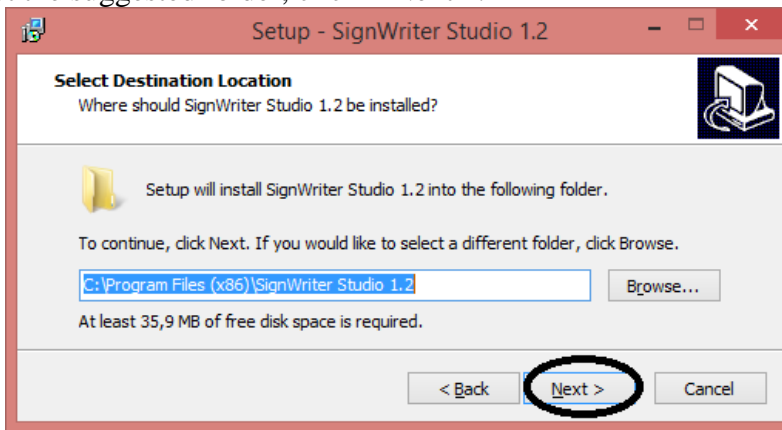 Setup - SignWriter Studio 1.2
Select Destination Location
Where should SignWriter Studio 1.2 be installed?
Setup will install SignWriter Studio 1.2 into the following folder.
To continue, click Next. If you would like to select a different folder, click Browse.
C:\Program Files (x86)\SignWriter Studio 1.2
Browse...
At least 35,9 MB of free disk space is required.
< Back Next > Cancel